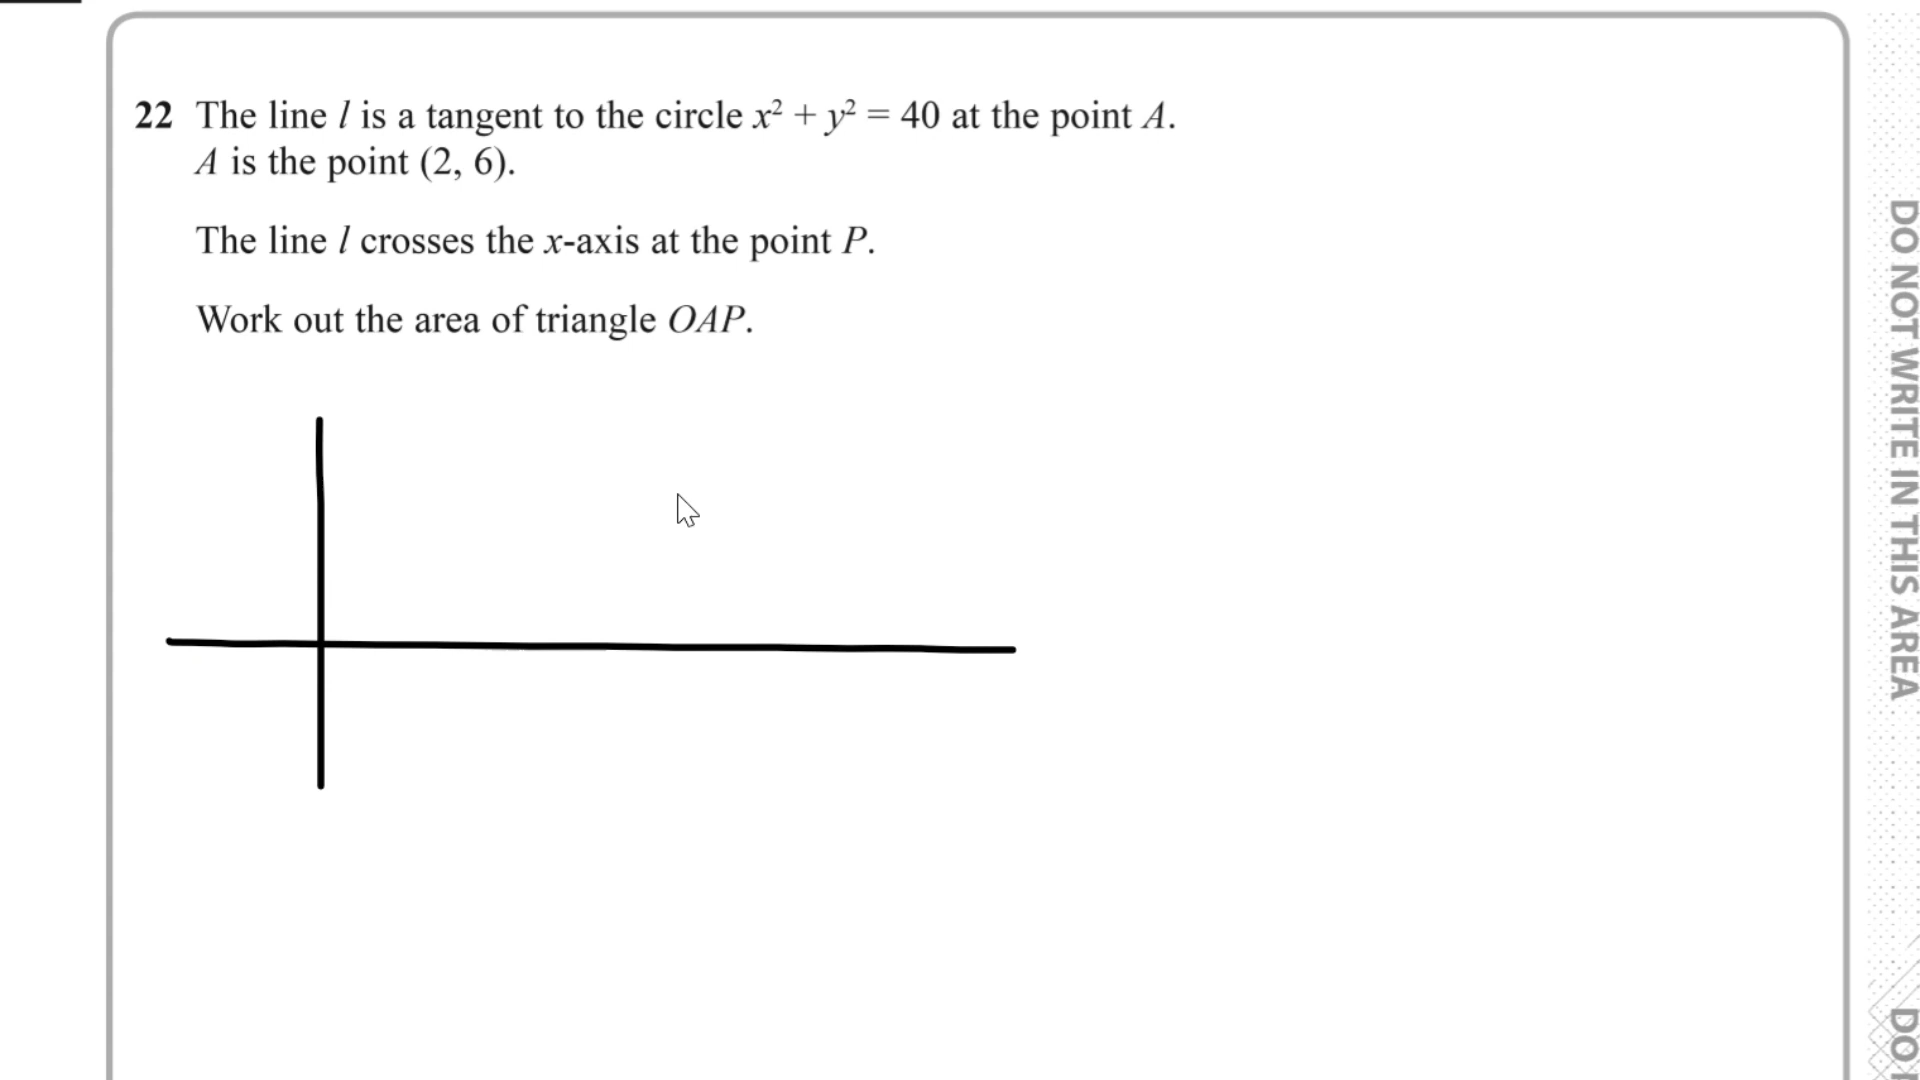 22 The line l is a tangent to the circle x² + y² = 40 at the point A.
A is the point (2, 6).
The line l crosses the x-axis at the point P.
Work out the area of triangle OAP.
DO NOT WRITE IN THIS AREA
DO